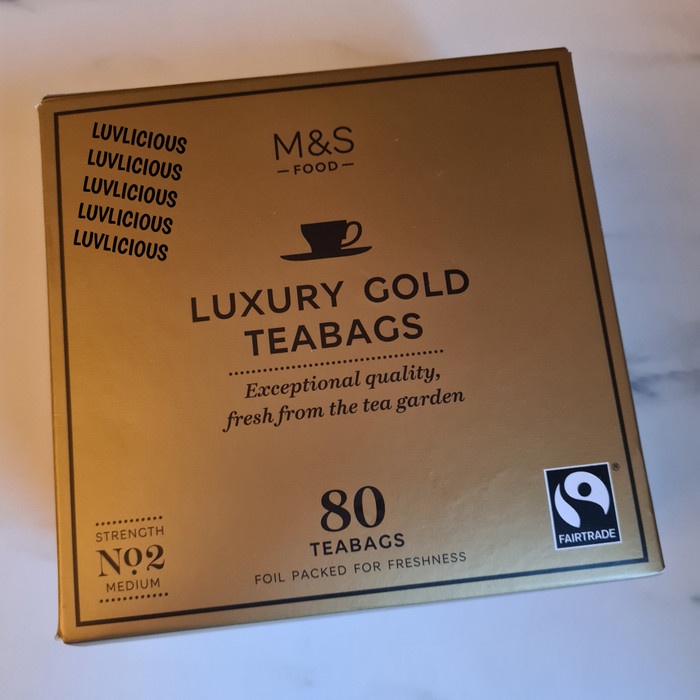 LUVLICIOUS
LUVLICIOUS
LUVLICIOUS
LUVLICIOUS
LUVLICIOUS
M&S
FOOD
LUXURY GOLD
TEABAGS
Exceptional quality,
fresh from the tea garden
80
TEABAGS
FOIL PACKED FOR FRESHNESS
STRENGTH
Nº2
MEDIUM
FAIRTRADE
®